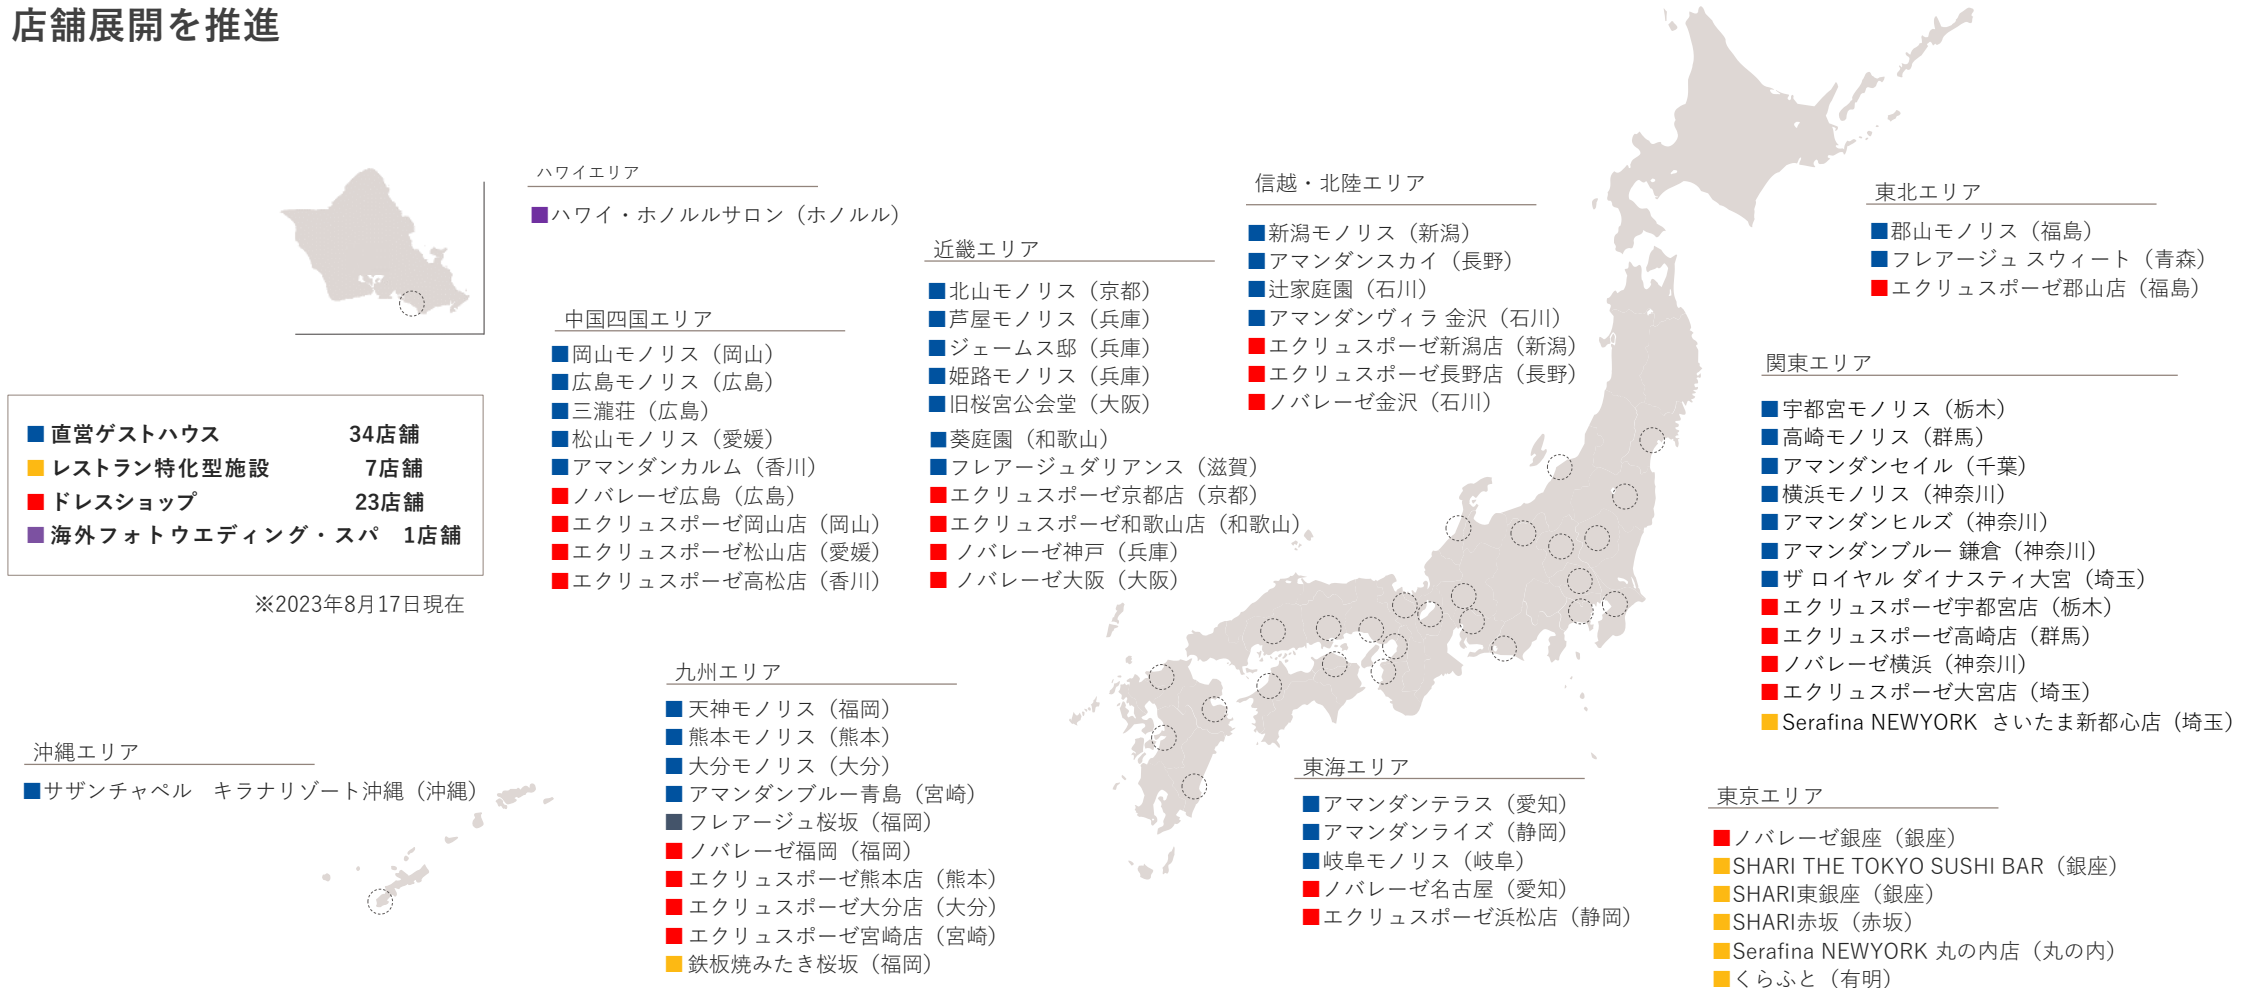 店舗展開を推進
ハワイエリア
ハワイ・ホノルルサロン（ホノルル）
信越・北陸エリア
新潟モノリス（新潟）
アマンダンスカイ（長野）
辻家庭園（石川）
アマンダンヴィラ 金沢（石川）
エクリュスポーゼ新潟店（新潟）
エクリュスポーゼ長野店（長野）
ノバレーゼ金沢（石川）
東北エリア
郡山モノリス（福島）
フレアージュ スウィート（青森）
エクリュスポーゼ郡山店（福島）
近畿エリア
北山モノリス（京都）
芦屋モノリス（兵庫）
ジェームス邸（兵庫）
姫路モノリス（兵庫）
旧桜宮公会堂（大阪）
葵庭園（和歌山）
フレアージュダリアンス（滋賀）
エクリュスポーゼ京都店（京都）
エクリュスポーゼ和歌山店（和歌山）
ノバレーゼ神戸（兵庫）
ノバレーゼ大阪（大阪）
中国四国エリア
岡山モノリス（岡山）
広島モノリス（広島）
三瀧荘（広島）
松山モノリス（愛媛）
アマンダンカルム（香川）
ノバレーゼ広島（広島）
エクリュスポーゼ岡山店（岡山）
エクリュスポーゼ松山店（愛媛）
エクリュスポーゼ高松店（香川）
関東エリア
宇都宮モノリス（栃木）
高崎モノリス（群馬）
アマンダンセイル（千葉）
横浜モノリス（神奈川）
アマンダンヒルズ（神奈川）
アマンダンブルー 鎌倉（神奈川）
ザ ロイヤル ダイナスティ大宮（埼玉）
エクリュスポーゼ宇都宮店（栃木）
エクリュスポーゼ高崎店（群馬）
ノバレーゼ横浜（神奈川）
エクリュスポーゼ大宮店（埼玉）
Serafina NEWYORK さいたま新都心店（埼玉）
直営ゲストハウス 34店舗
レストラン特化型施設 7店舗
ドレスショップ 23店舗
海外フォトウエディング・スパ 1店舗
※2023年8月17日現在
九州エリア
天神モノリス（福岡）
熊本モノリス（熊本）
大分モノリス（大分）
アマンダンブルー青島（宮崎）
フレアージュ桜坂（福岡）
ノバレーゼ福岡（福岡）
エクリュスポーゼ熊本店（熊本）
エクリュスポーゼ大分店（大分）
エクリュスポーゼ宮崎店（宮崎）
鉄板焼みたき桜坂（福岡）
沖縄エリア
サザンチャペル　キラナリゾート沖縄（沖縄）
東海エリア
アマンダンテラス（愛知）
アマンダンライズ（静岡）
岐阜モノリス（岐阜）
ノバレーゼ名古屋（愛知）
エクリュスポーゼ浜松店（静岡）
東京エリア
ノバレーゼ銀座（銀座）
SHARI THE TOKYO SUSHI BAR（銀座）
SHARI東銀座（銀座）
SHARI赤坂（赤坂）
Serafina NEWYORK 丸の内店（丸の内）
くらふと（有明）